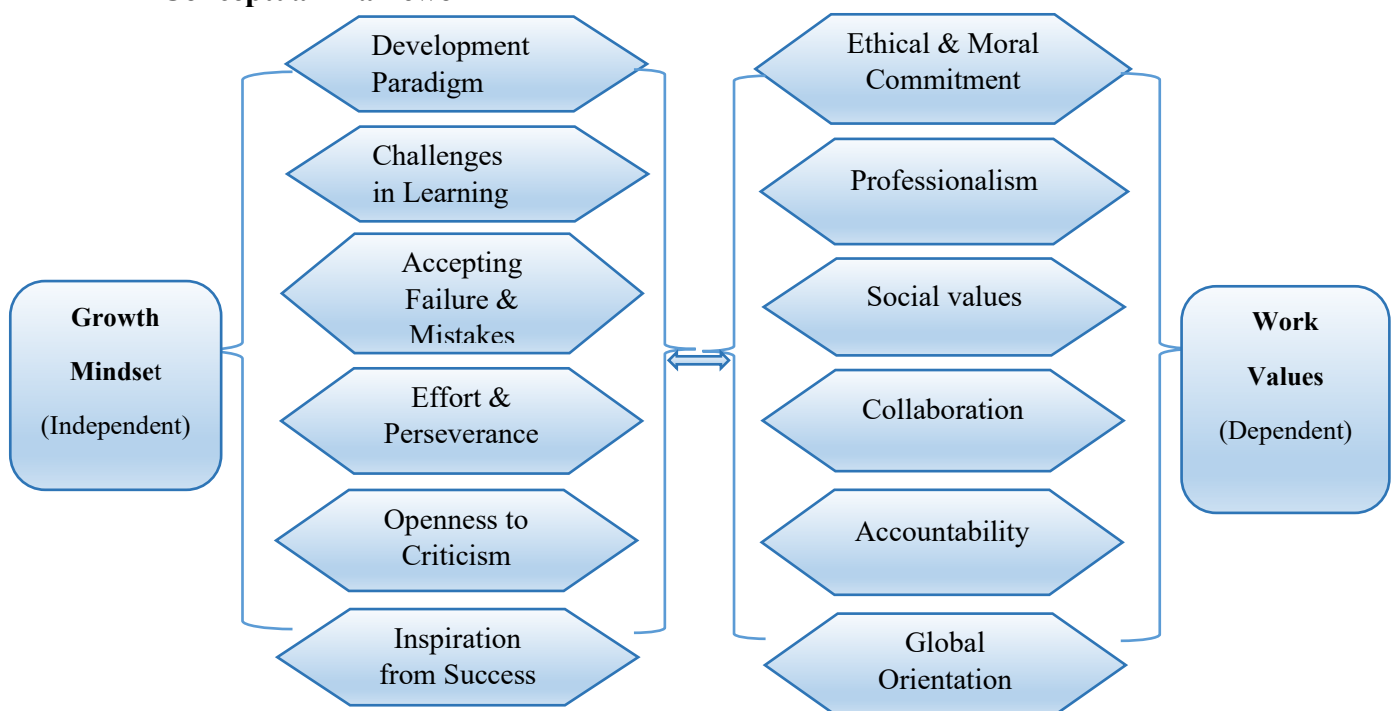 Development
Paradigm
Challenges
in Learning
Accepting
Failure &
Mistakes
Effort &
Perseverance
Openness to
Criticism
Inspiration
from Success
Growth
Mindset
(Independent)
Ethical & Moral
Commitment
Professionalism
Social values
Collaboration
Accountability
Global
Orientation
Work
Values
(Dependent)